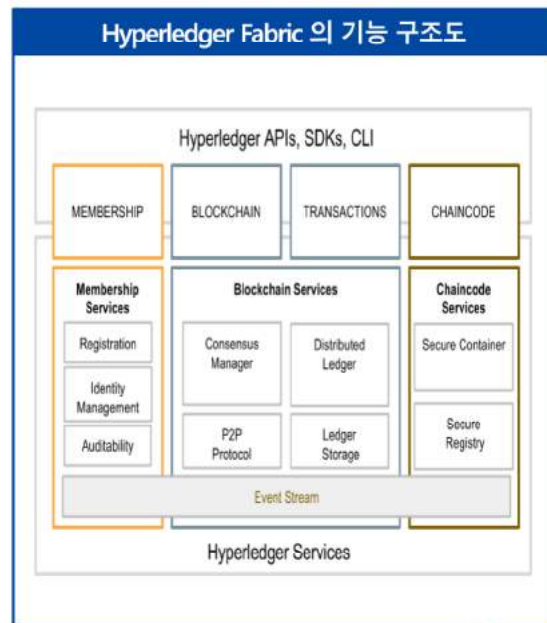 Hyperledger Fabric 의 기능 구조도
Hyperledger APIs, SDKs, CLI
MEMBERSHIP
BLOCKCHAIN
TRANSACTIONS
CHAINCODE
Membership
Services
Registration
Identity
Management
Auditability
Blockchain Services
Consensus
Manager
Distributed
Ledger
P2P
Protocol
Ledger
Storage
Chaincode
Services
Secure Container
Secure
Registry
Event Stream
Hyperledger Services